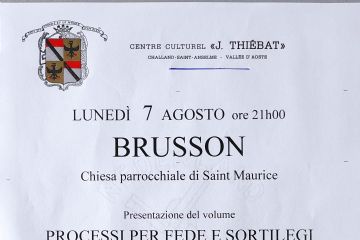 CENTRE CULTUREL «J. THIÉBAT»
CHALLAND-SAINT-ANSELME - VALLÉE D'AOSTE
LUNEDÌ 7 AGOSTO ore 21h00
BRUSSON
Chiesa parrocchiale di Saint Maurice
Presentazione del volume
PROCESSI PER FEDE E SORTILEGI